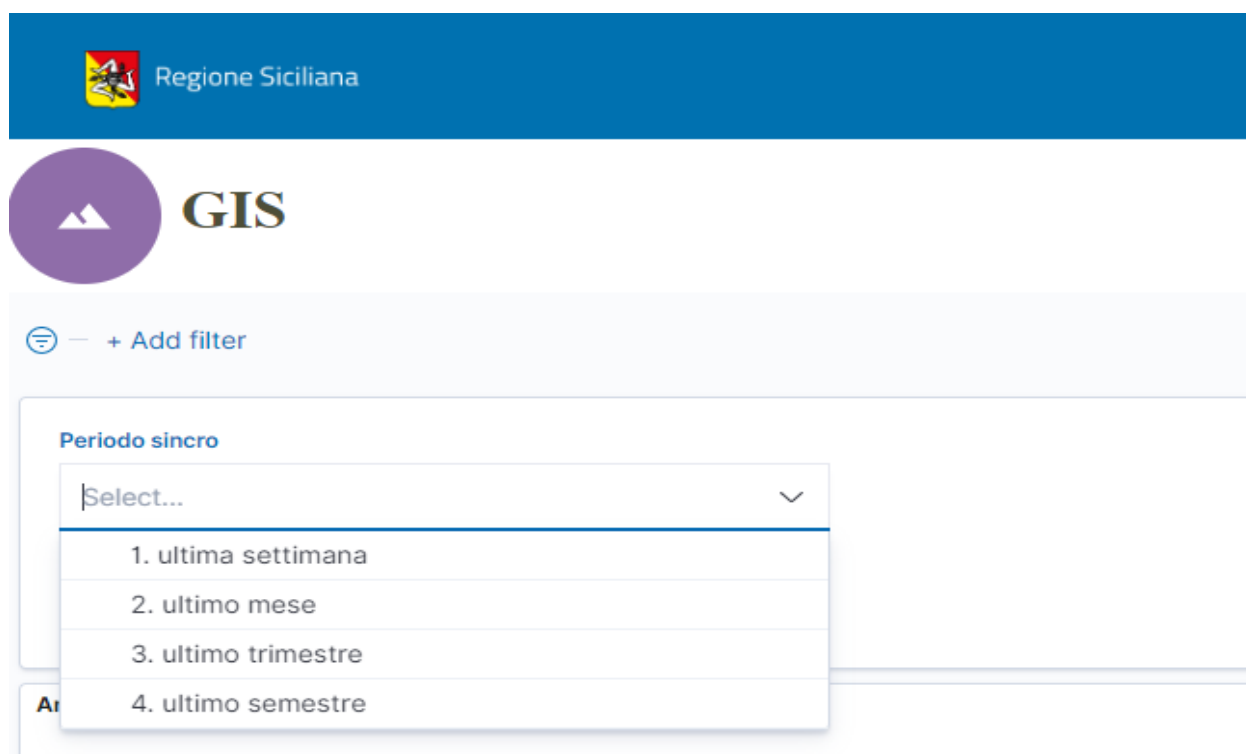 Regione Siciliana
GIS
+ Add filter
Periodo sincro
Select...
1. ultima settimana
2. ultimo mese
3. ultimo trimestre
4. ultimo semestre